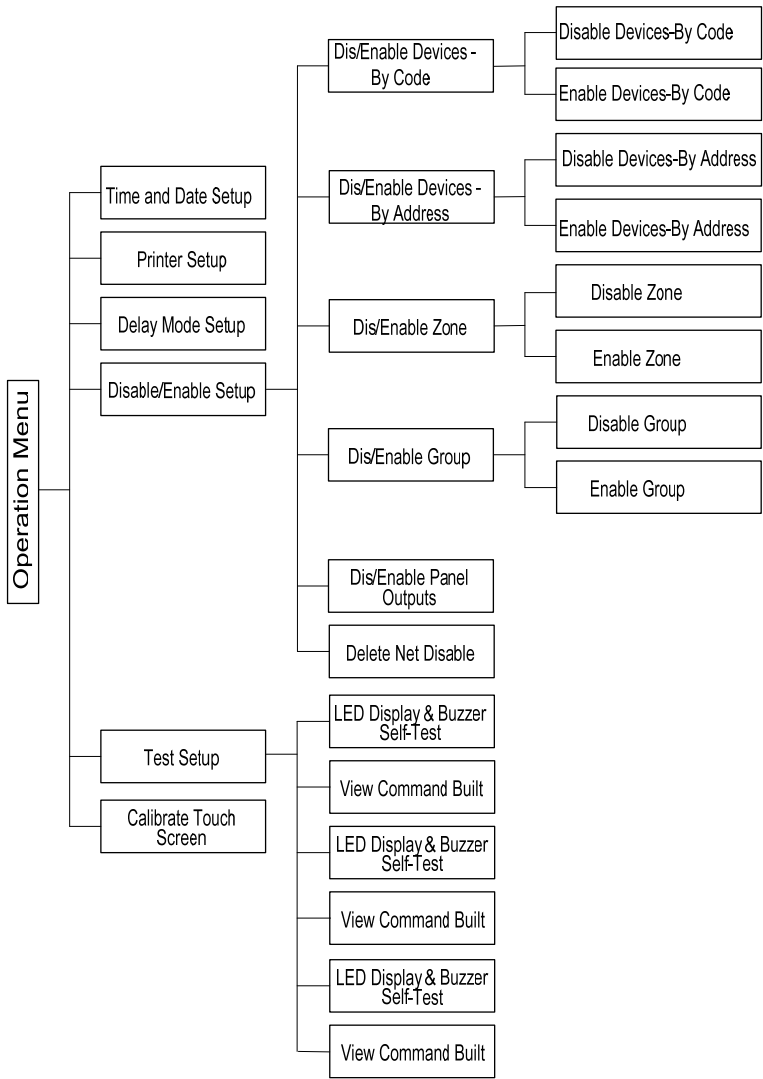 Operation Menu
Time and Date Setup
Printer Setup
Delay Mode Setup
Disable/Enable Setup
Dis/Enable Devices -
By Code
Disable Devices-By Code
Enable Devices-By Code
Dis/Enable Devices -
By Address
Disable Devices-By Address
Enable Devices-By Address
Dis/Enable Zone
Disable Zone
Enable Zone
Dis/Enable Group
Disable Group
Enable Group
Dis/Enable Panel
Outputs
Delete Net Disable
Test Setup
LED Display & Buzzer
Self-Test
View Command Built
LED Display & Buzzer
Self-Test
View Command Built
LED Display & Buzzer
Self-Test
View Command Built
Calibrate Touch
Screen